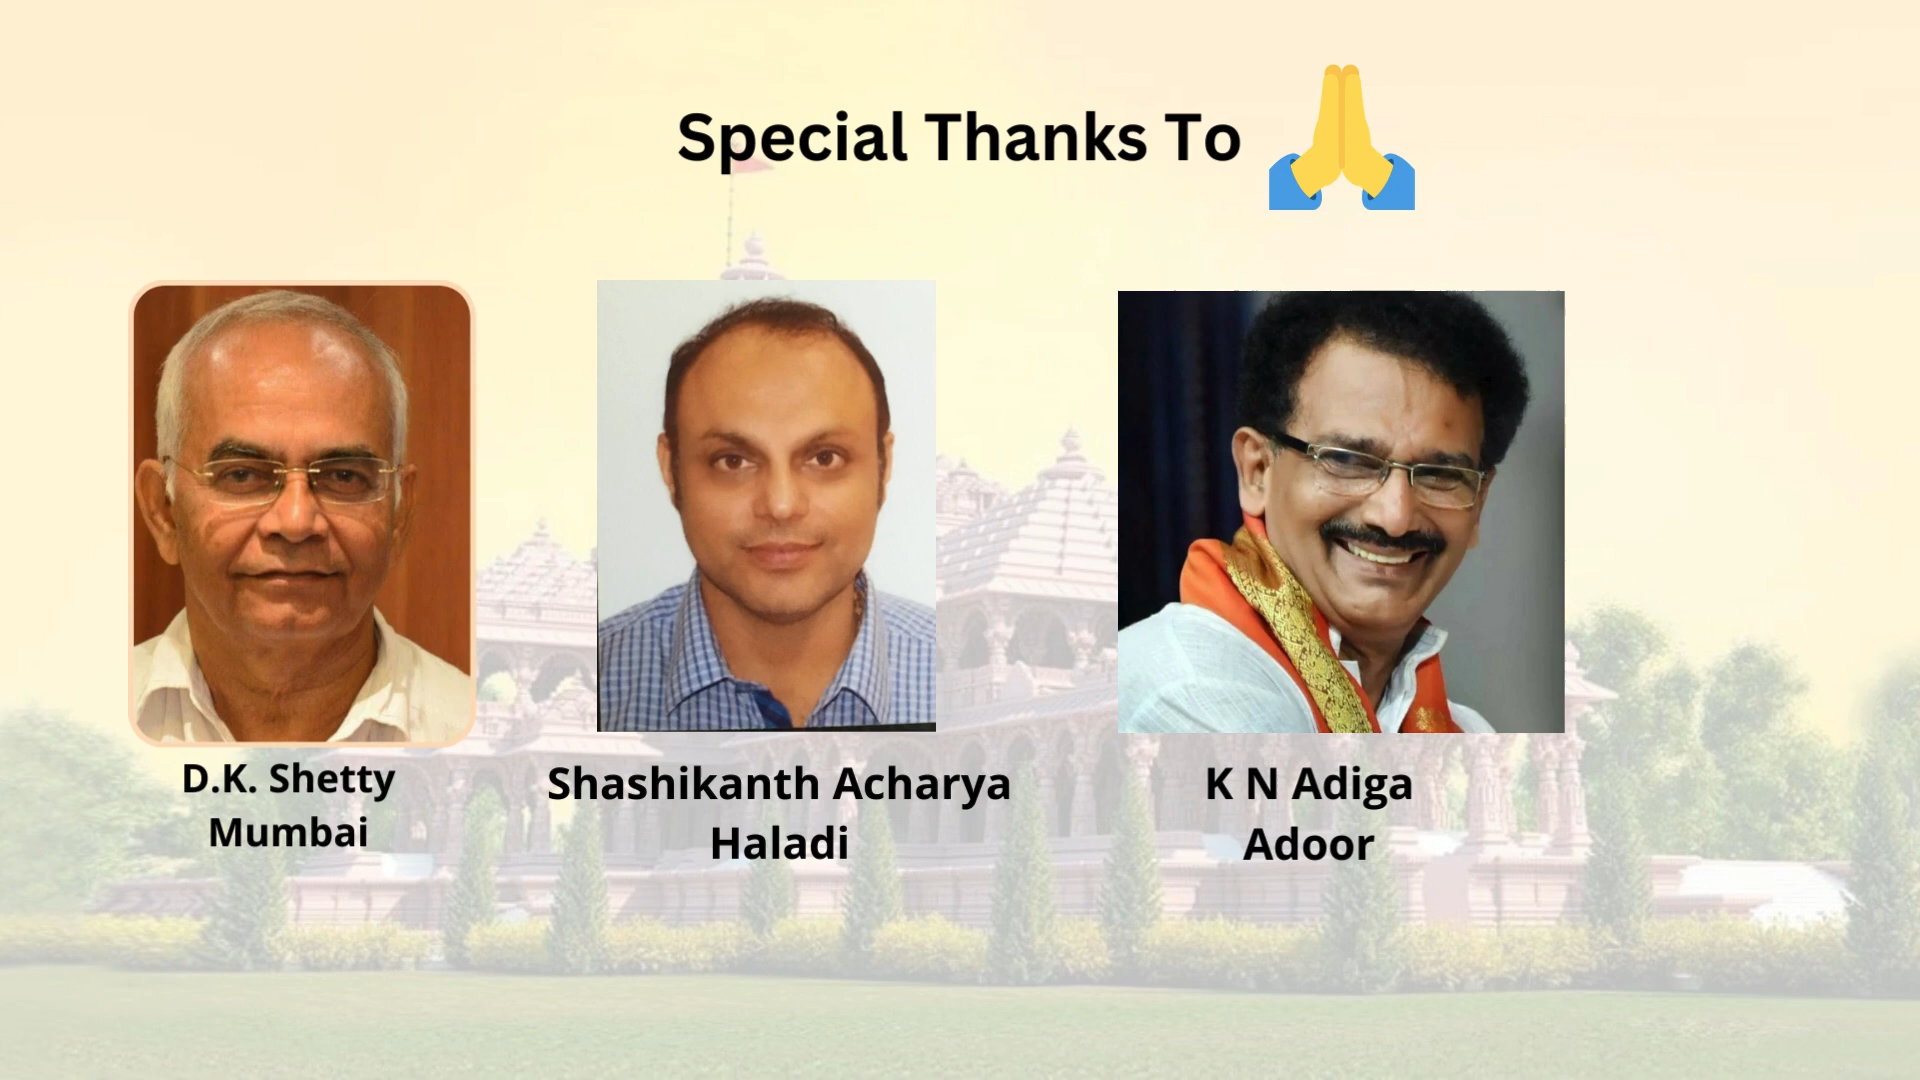 Special Thanks To
D.K. Shetty
Mumbai
Shashikanth Acharya
Haladi
K N Adiga
Adoor